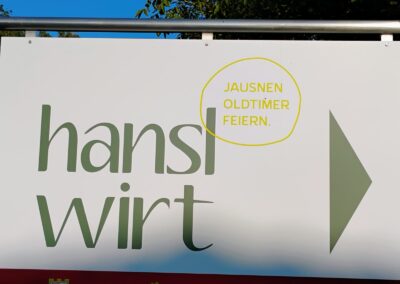 JAUSNEN
OLDTIMER
FEIERN.
hansl
wirt